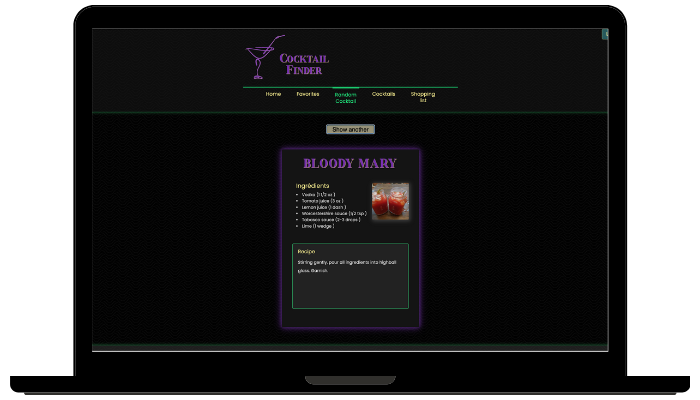 COCKTAIL
FINDER
Home Favorites Random Cocktails Shopping
Cocktail list
Show another
BLOODY MARY
Ingrédients
Vodka (1 1/2 oz )
Tomato juice (3 oz )
Lemon juice (1 dash )
Worcestershire sauce (1/2 tsp )
Tabasco sauce (2-3 drops )
Lime (1 wedge )
Recipe
Stirring gently, pour all ingredients into highball
glass. Garnish.